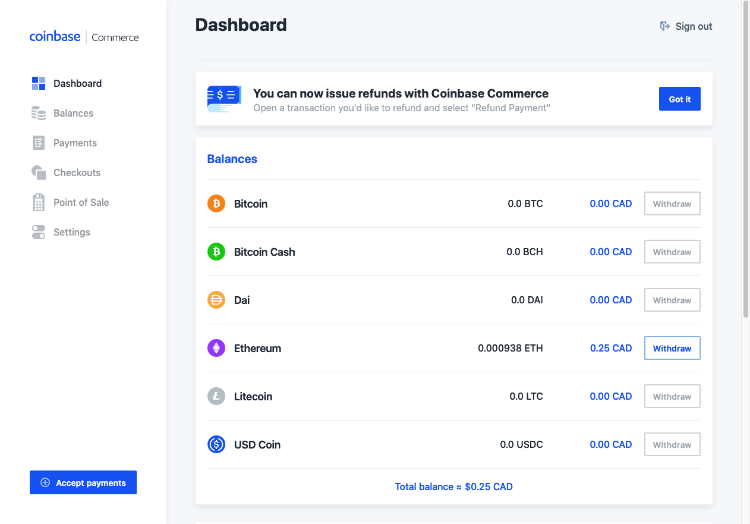 coinbase | Commerce
Dashboard
Sign out
Dashboard
Balances
Payments
Checkouts
Point of Sale
Settings
Accept payments
You can now issue refunds with Coinbase Commerce
Open a transaction you'd like to refund and select "Refund Payment"
Got it
Balances
Bitcoin 0.0 BTC 0.00 CAD Withdraw
Bitcoin Cash 0.0 BCH 0.00 CAD Withdraw
Dai 0.0 DAI 0.00 CAD Withdraw
Ethereum 0.000938 ETH 0.25 CAD Withdraw
Litecoin 0.0 LTC 0.00 CAD Withdraw
USD Coin 0.0 USDC 0.00 CAD Withdraw
Total balance ≈ $0.25 CAD